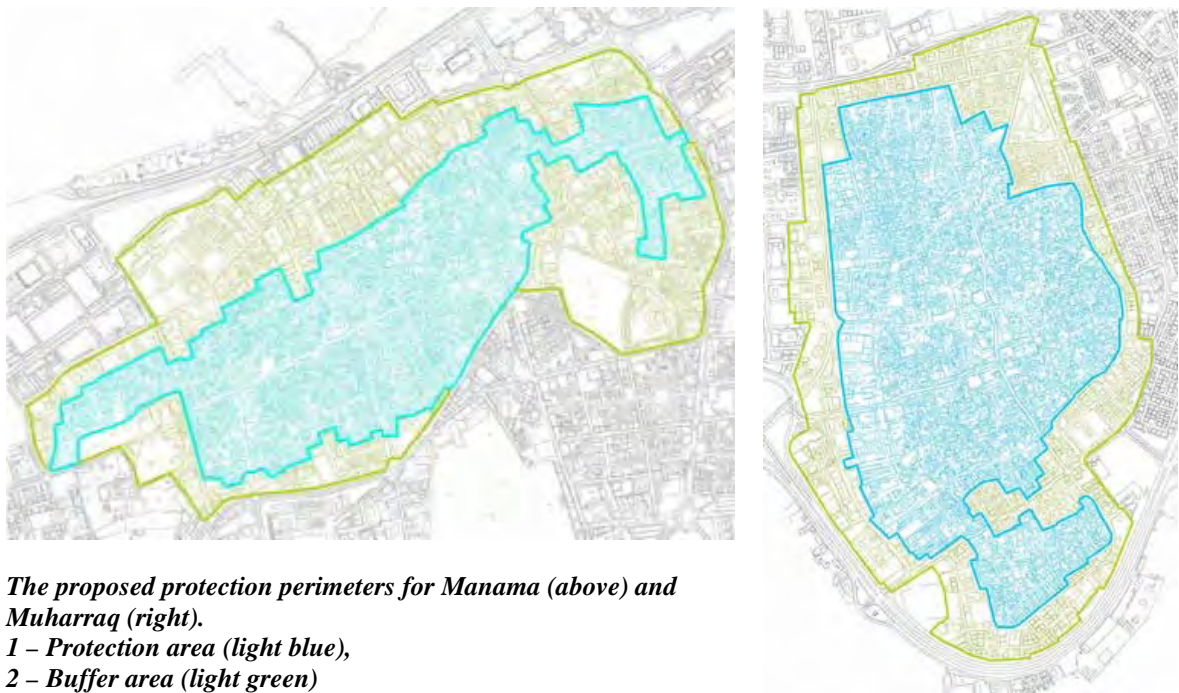 The proposed protection perimeters for Manama (above) and
Muharraq (right).
1 – Protection area (light blue),
2 – Buffer area (light green)